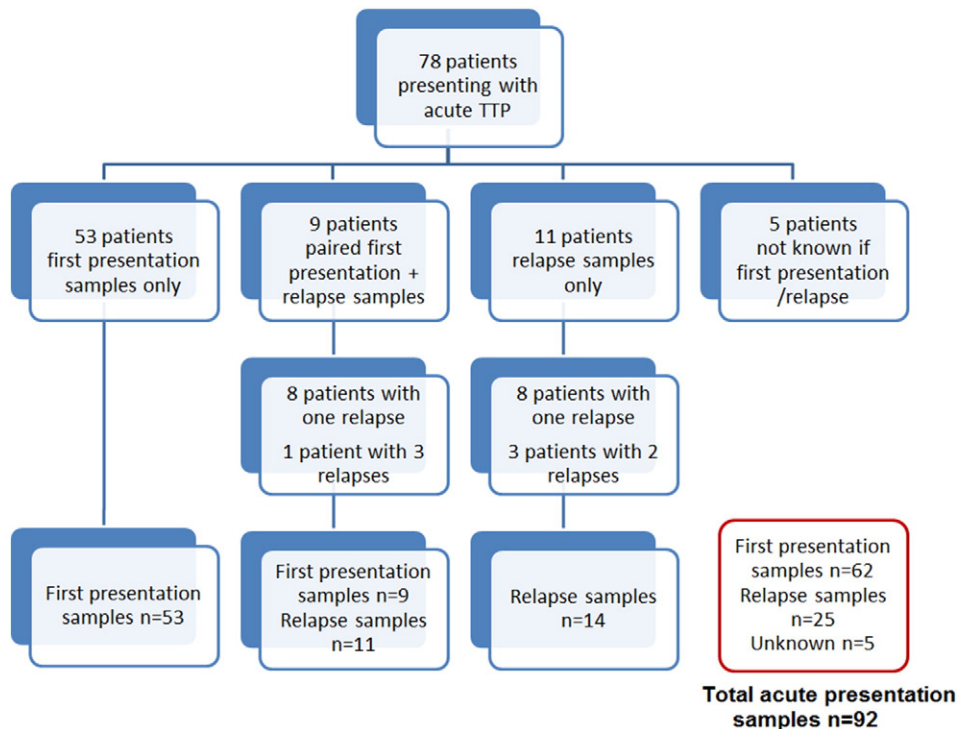 78 patients
presenting with
acute TTP
53 patients
first presentation
samples only
9 patients
paired first
presentation +
relapse samples
11 patients
relapse samples
only
5 patients
not known if
first presentation
/relapse
8 patients with
one relapse
1 patient with 3
relapses
8 patients with
one relapse
3 patients with 2
relapses
First presentation
samples n=53
First presentation
samples n=9
Relapse samples
n=11
Relapse samples
n=14
First presentation
samples n=62
Relapse samples
n=25
Unknown n=5
Total acute presentation
samples n=92